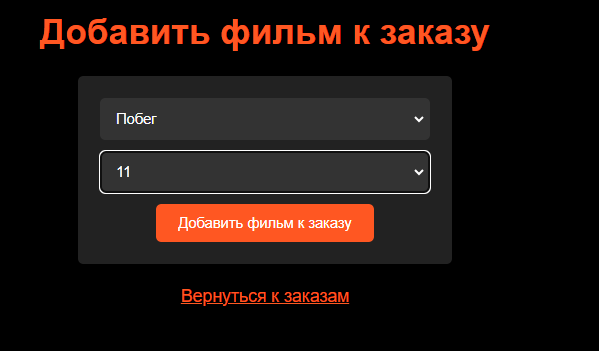 Добавить фильм к заказу
Побег
11
Добавить фильм к заказу
Вернуться к заказам